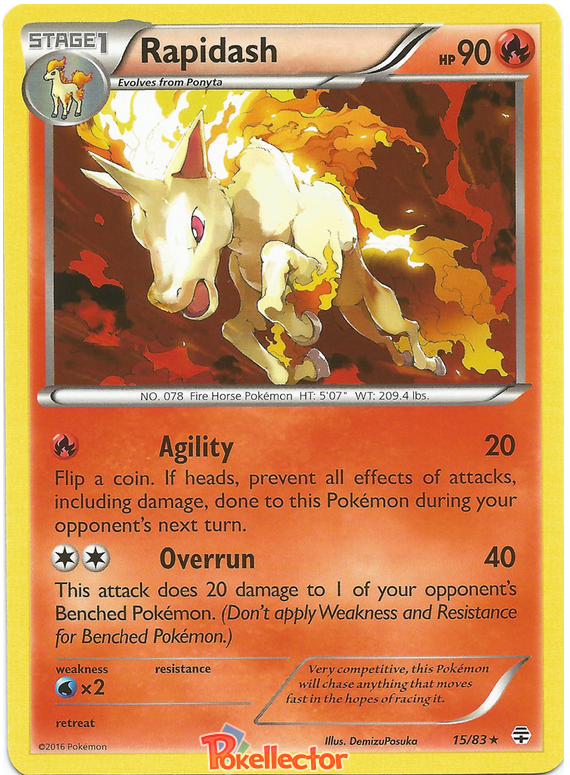 STAGE1
Rapidash
HP 90
Evolves from Ponyta
NO. 078 Fire Horse Pokémon HT: 5'07" WT: 209.4 lbs.
Agility 20
Flip a coin. If heads, prevent all effects of attacks,
including damage, done to this Pokémon during your
opponent's next turn.
Overrun 40
This attack does 20 damage to 1 of your opponent's
Benched Pokémon. (Don't apply Weakness and Resistance
for Benched Pokémon.)
weakness resistance
×2
retreat
Very competitive, this Pokémon
will chase anything that moves
fast in the hopes of racing it.
Illus. DemizuPosuka 15/83 ★
©2016 Pokémon
Pokellector